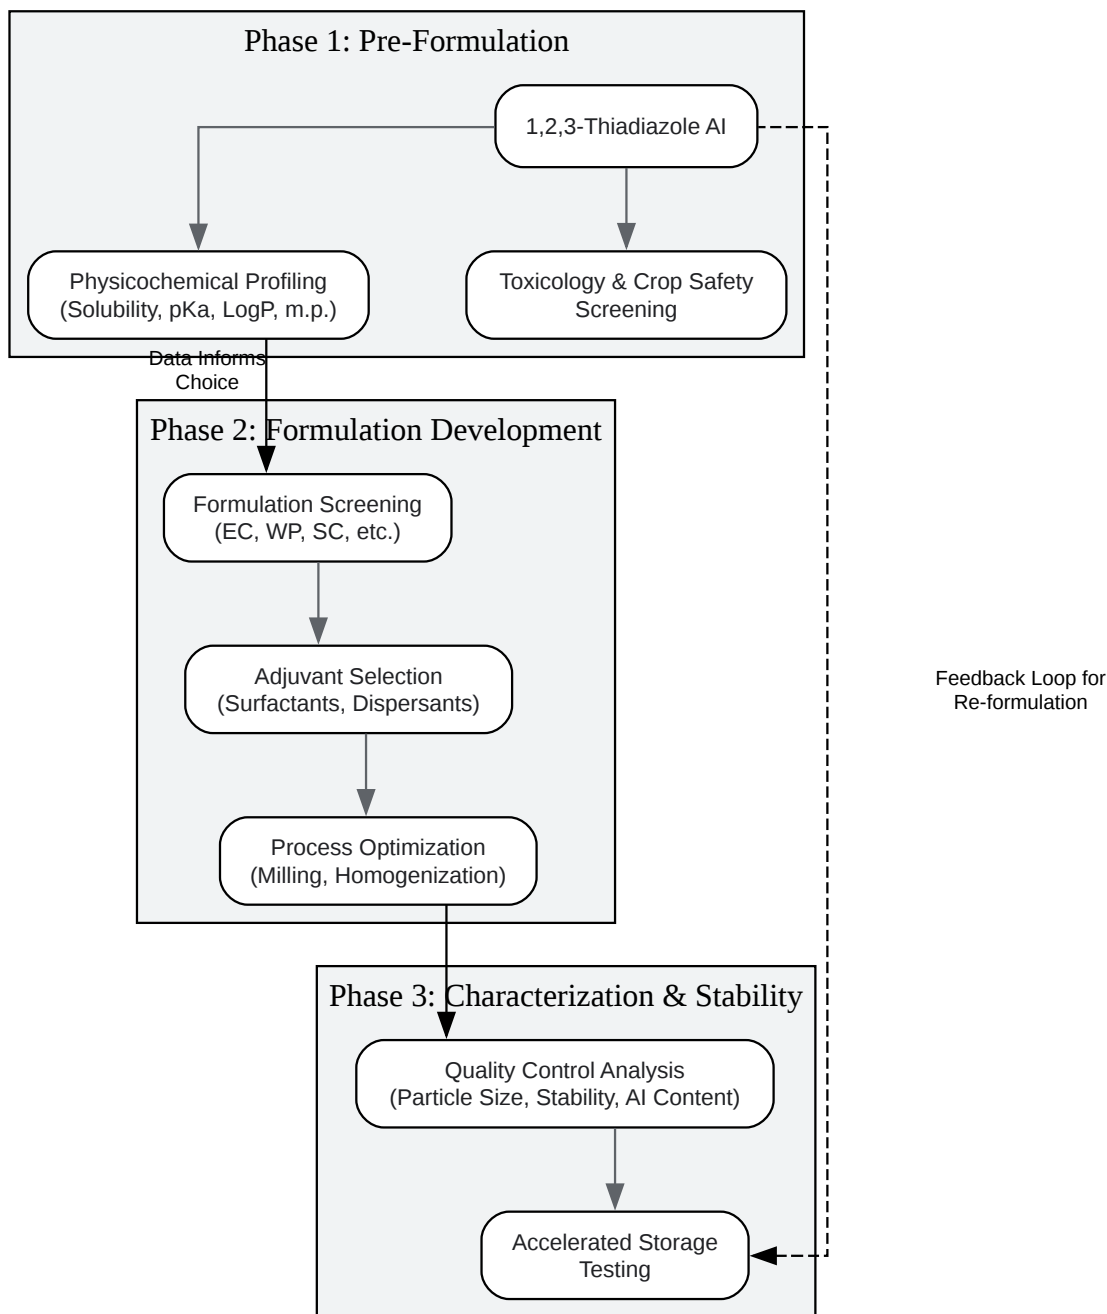 Phase 1: Pre-Formulation
1,2,3-Thiadiazole AI
Physicochemical Profiling
(Solubility, pKa, LogP, m.p.)
Toxicology & Crop Safety
Screening
Data Informs
Choice
Phase 2: Formulation Development
Formulation Screening
(EC, WP, SC, etc.)
Adjuvant Selection
(Surfactants, Dispersants)
Feedback Loop for
Re-formulation
Process Optimization
(Milling, Homogenization)
Phase 3: Characterization & Stability
Quality Control Analysis
(Particle Size, Stability, AI Content)
Accelerated Storage
Testing